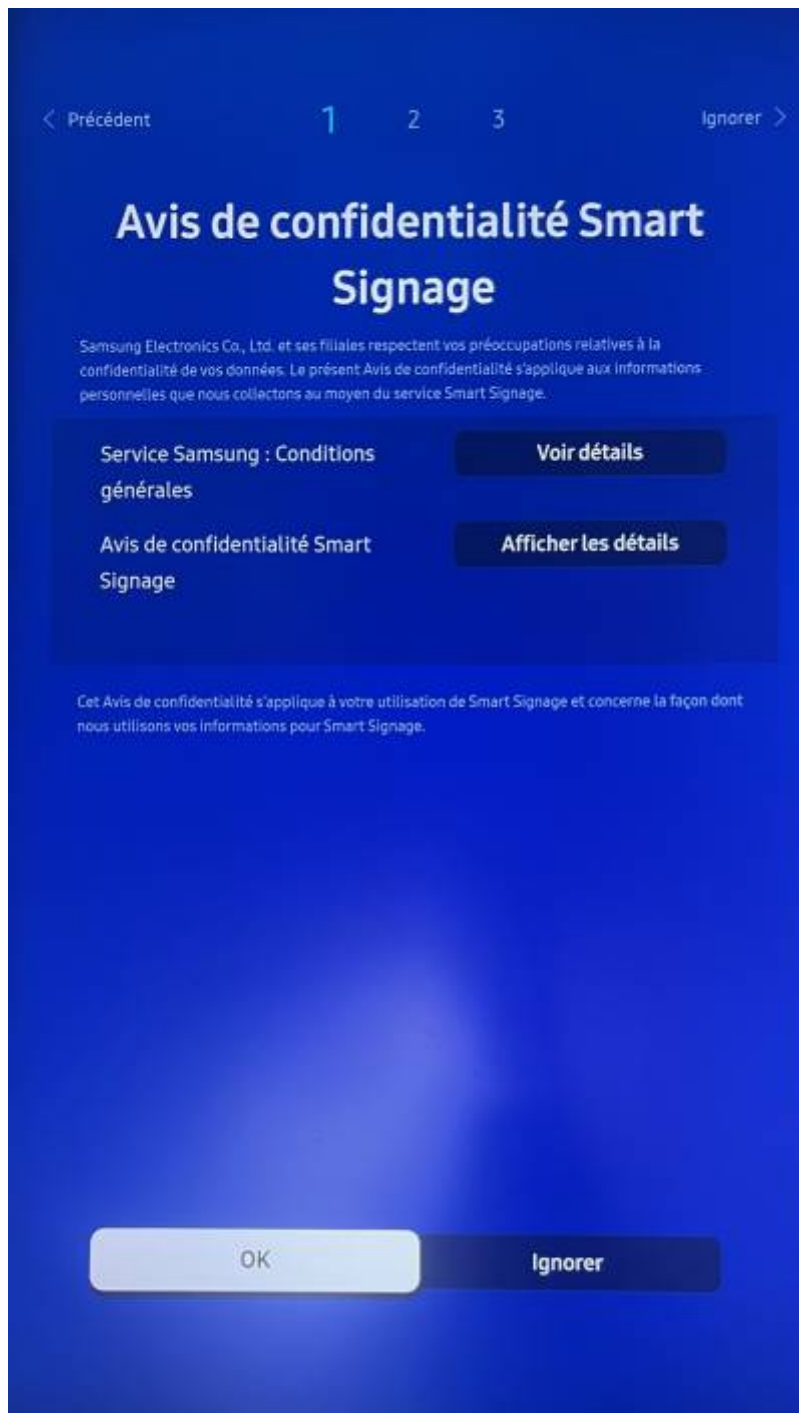 < Précédent 1 2 3 Ignorer >
Avis de confidentialité Smart
Signage
Samsung Electronics Co., Ltd. et ses filiales respectent vos préoccupations relatives à la
confidentialité de vos données. Le présent Avis de confidentialité s'applique aux informations
personnelles que nous collectons au moyen du service Smart Signage.
Service Samsung : Conditions
générales
Voir détails
Avis de confidentialité Smart
Signage
Afficher les détails
Cet Avis de confidentialité s'applique à votre utilisation de Smart Signage et concerne la façon dont
nous utilisons vos informations pour Smart Signage.
OK Ignorer